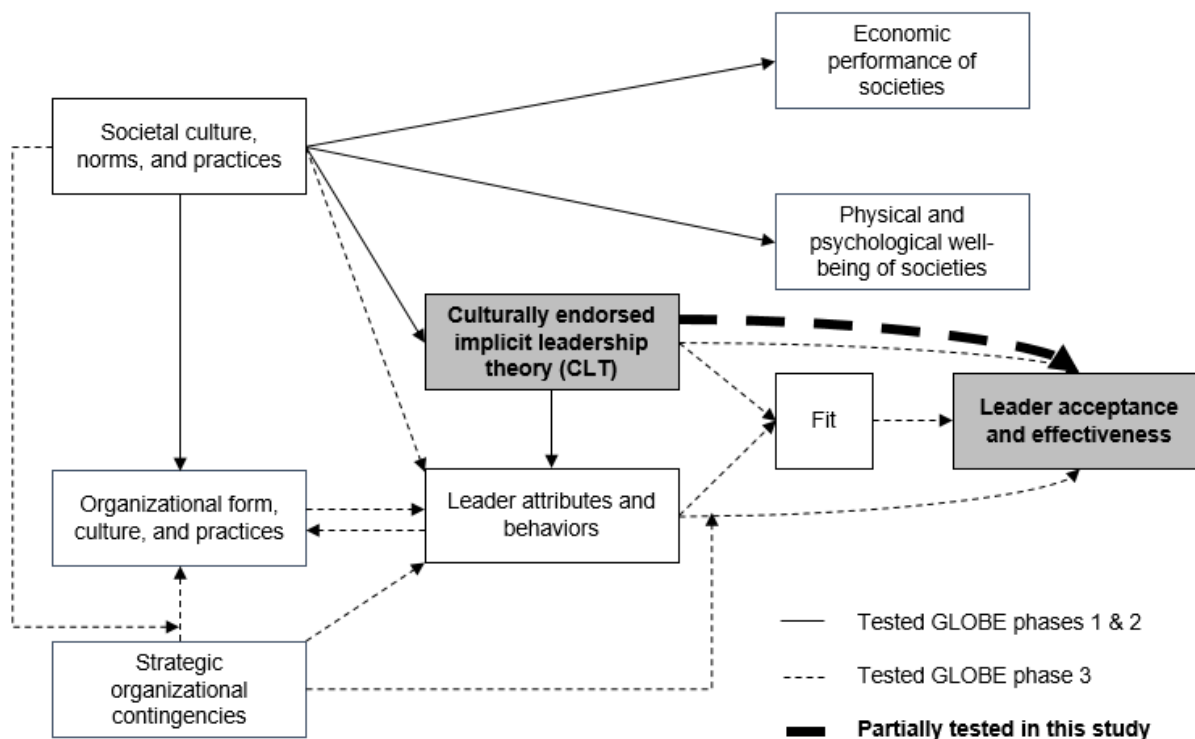 Economic
performance of
societies
Societal culture,
norms, and practices
Physical and
psychological well-
being of societies
Culturally endorsed
implicit leadership
theory (CLT)
Fit
Leader acceptance
and effectiveness
Organizational form,
culture, and practices
Leader attributes and
behaviors
Strategic
organizational
contingencies
Tested GLOBE phases 1 & 2
Tested GLOBE phase 3
Partially tested in this study